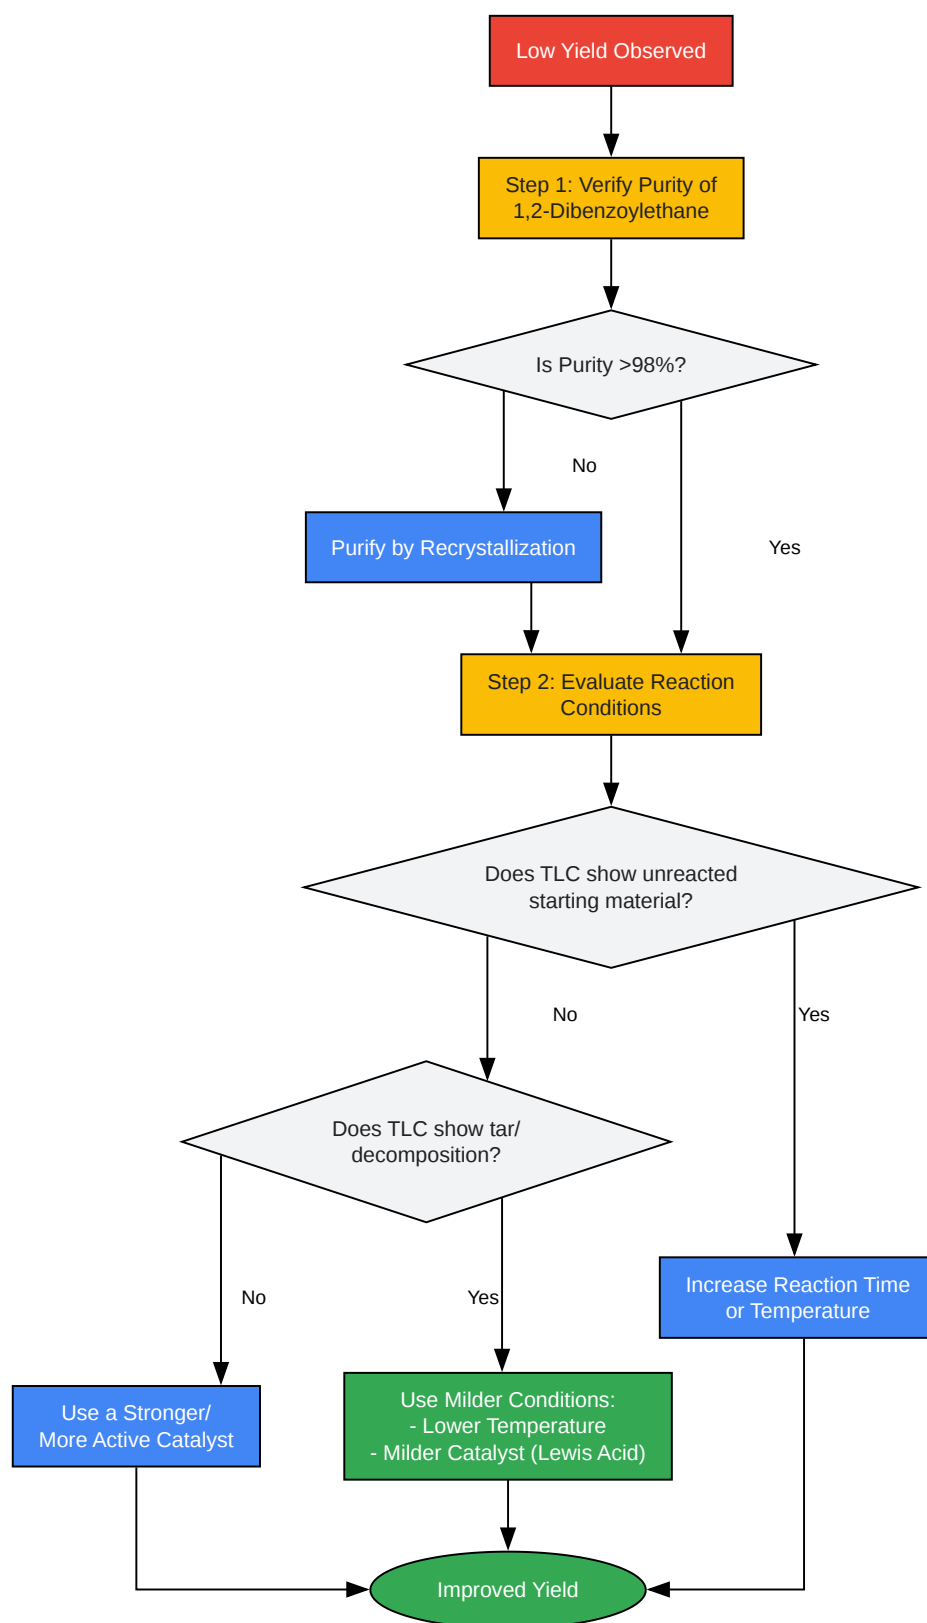 Low Yield Observed
Step 1: Verify Purity of
1,2-Dibenzoylethane
Is Purity >98%?
No
Purify by Recrystallization
Yes
Step 2: Evaluate Reaction
Conditions
Does TLC show unreacted
starting material?
No
Yes
Does TLC show tar/
decomposition?
No
Yes
Increase Reaction Time
or Temperature
Use a Stronger/
More Active Catalyst
Use Milder Conditions:
- Lower Temperature
- Milder Catalyst (Lewis Acid)
Improved Yield